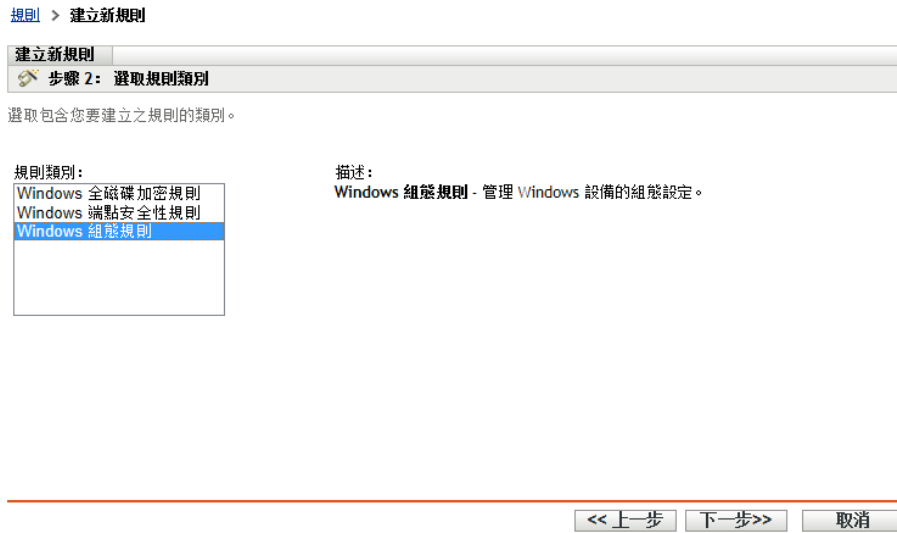 規則 > 建立新規則
建立新規則
步驟 2： 選取規則類別
選取包含您要建立之規則的類別。
規則類別：
Windows 全磁碟加密規則
Windows 端點安全性規則
Windows 組態規則
描述：
Windows 組態規則 - 管理 Windows 設備的組態設定。
<< 上一步 下一步>> 取消